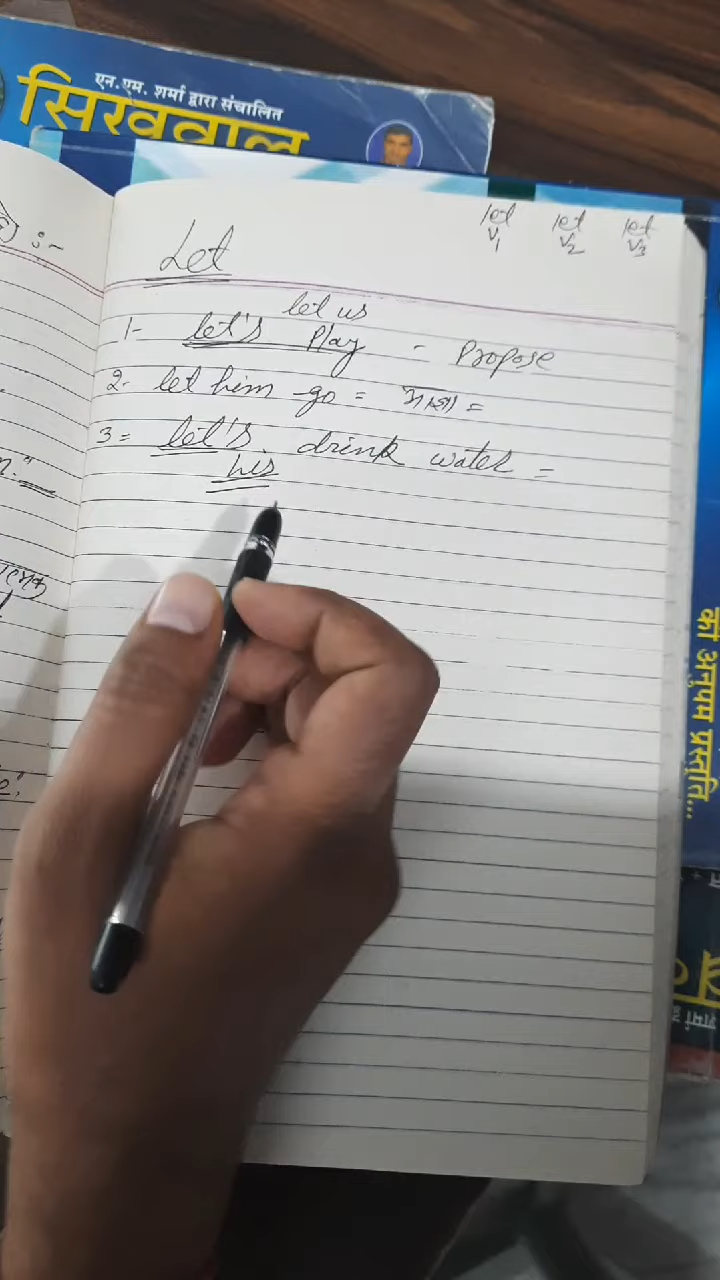 एन.एम. शर्मा द्वारा संचालित
सिखवाल
let let let
V1 V2 V3
Let
let us
1- let's Play - Propose
2- let him go = आज्ञा =
3= let's drink water =
his
का अनुपम प्रस्तुति...